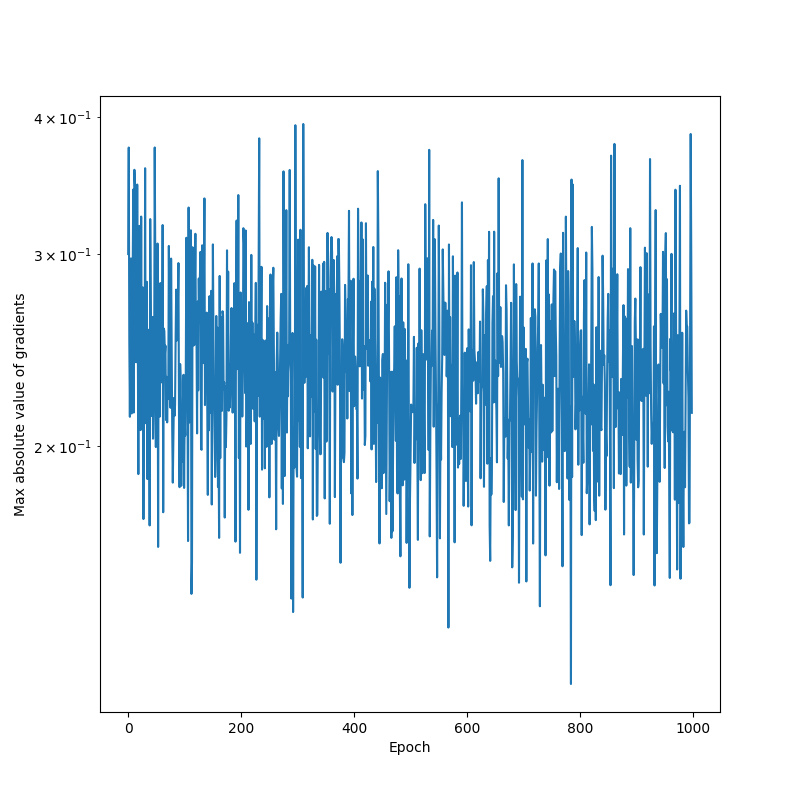 Max absolute value of gradients
4 × 10⁻¹
3 × 10⁻¹
2 × 10⁻¹
0 200 400 600 800 1000
Epoch